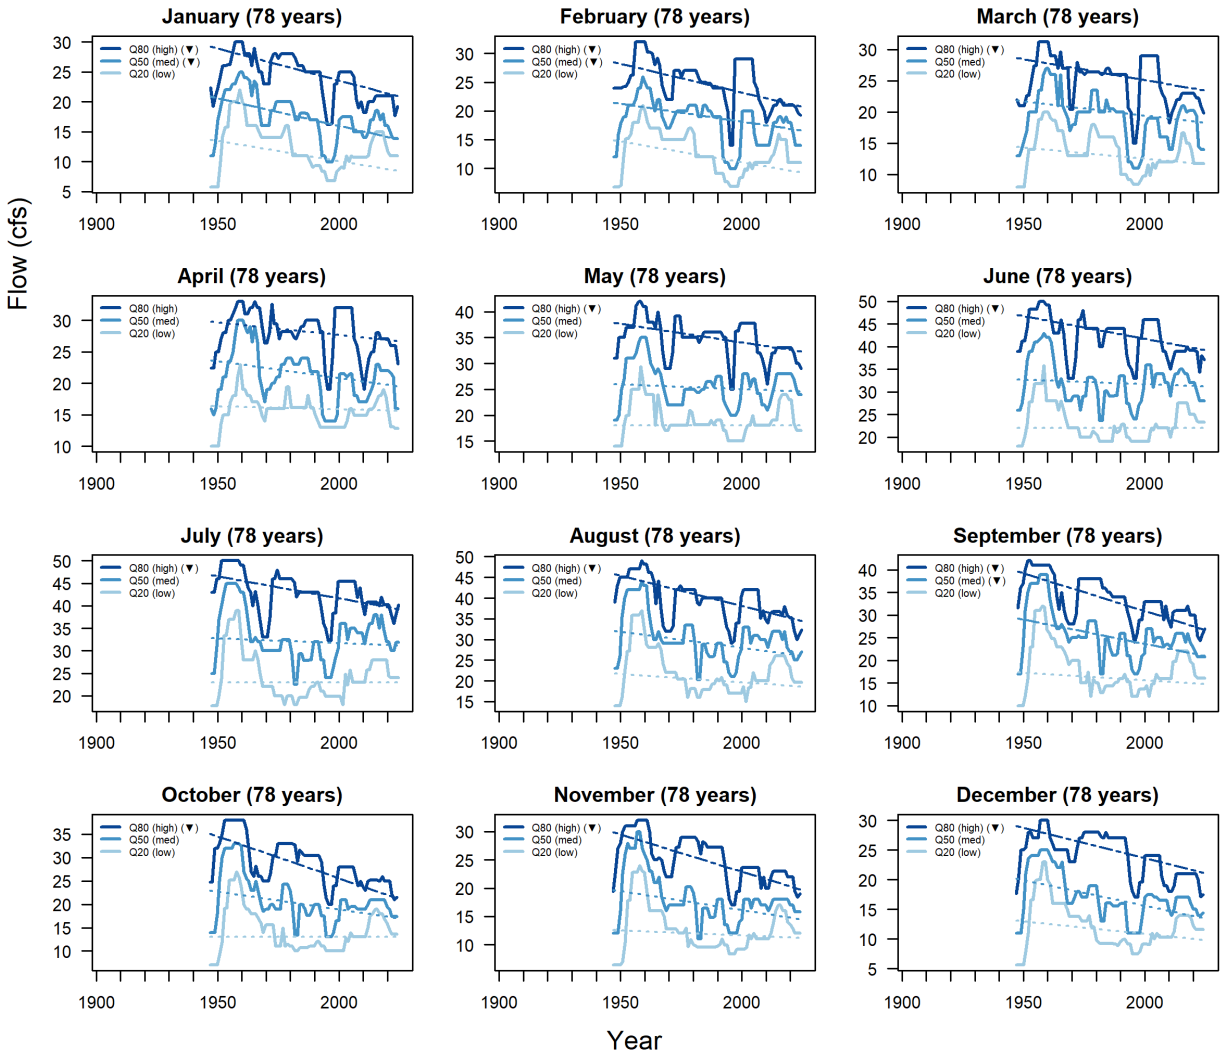 January (78 years)
Q80 (high) (▼)
Q50 (med) (▼)
Q20 (low)
30
25
20
15
10
5
1900
1950
2000
February (78 years)
Q80 (high) (▼)
Q50 (med) (▼)
Q20 (low)
30
25
20
15
10
1900
1950
2000
March (78 years)
Q80 (high) (▼)
Q50 (med)
Q20 (low)
30
25
20
15
10
1900
1950
2000
Flow (cfs)
April (78 years)
Q80 (high)
Q50 (med)
Q20 (low)
30
25
20
15
10
1900
1950
2000
May (78 years)
Q80 (high) (▼)
Q50 (med)
Q20 (low)
40
35
30
25
20
15
1900
1950
2000
June (78 years)
Q80 (high) (▼)
Q50 (med)
Q20 (low)
50
45
40
35
30
25
20
1900
1950
2000
July (78 years)
Q80 (high) (▼)
Q50 (med)
Q20 (low)
50
45
40
35
30
25
20
1900
1950
2000
August (78 years)
Q80 (high) (▼)
Q50 (med)
Q20 (low)
50
45
40
35
30
25
20
15
1900
1950
2000
September (78 years)
Q80 (high) (▼)
Q50 (med) (▼)
Q20 (low)
40
35
30
25
20
15
10
1900
1950
2000
October (78 years)
Q80 (high) (▼)
Q50 (med)
Q20 (low)
35
30
25
20
15
10
1900
1950
2000
November (78 years)
Q80 (high) (▼)
Q50 (med)
Q20 (low)
30
25
20
15
10
1900
1950
2000
December (78 years)
Q80 (high) (▼)
Q50 (med)
Q20 (low)
30
25
20
15
10
5
1900
1950
2000
Year